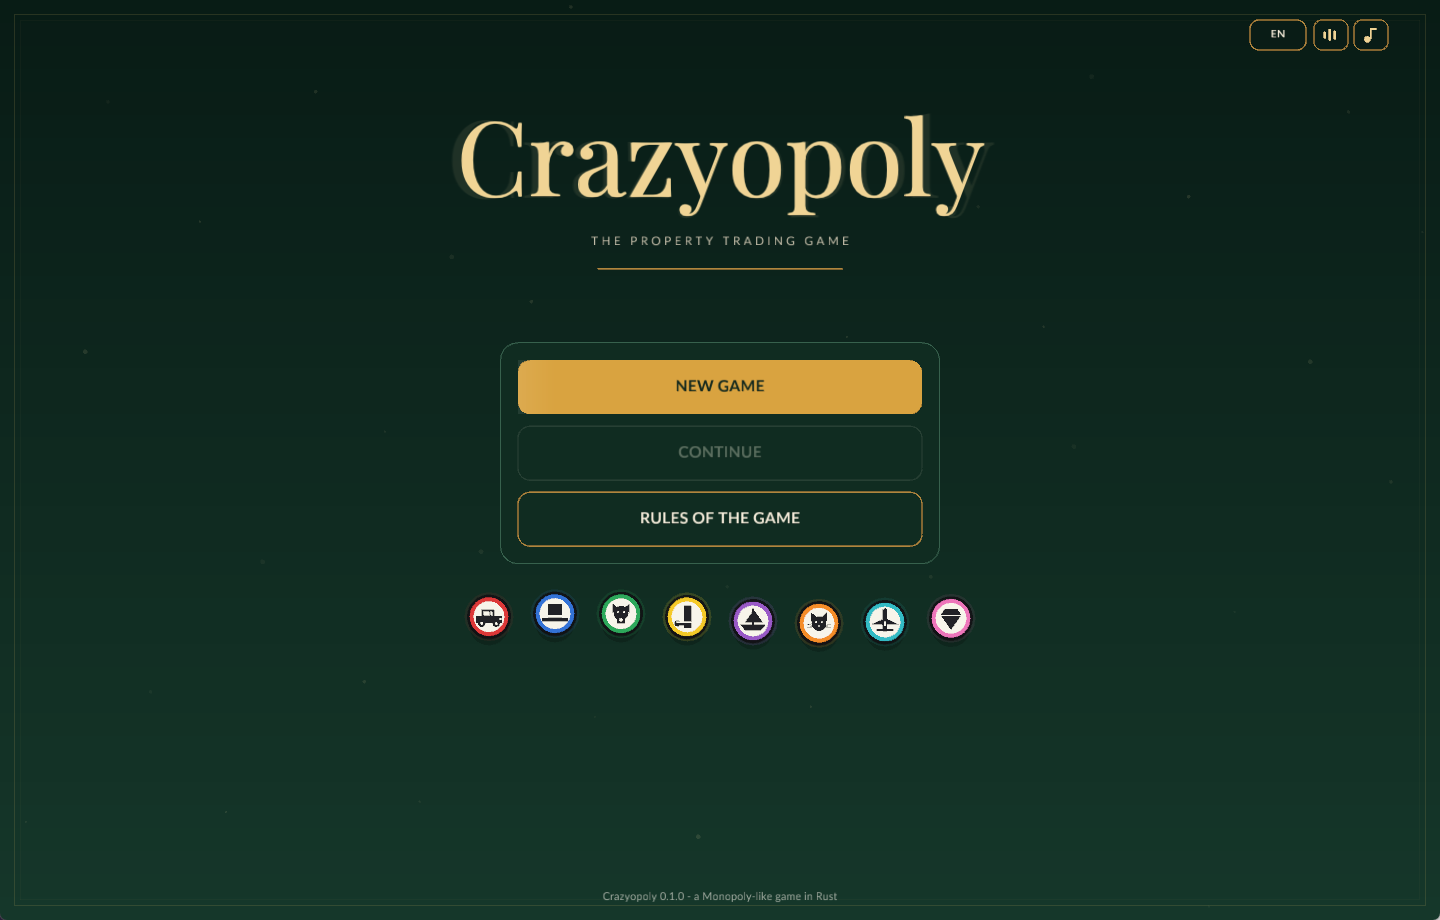 EN
Crazyopoly
THE PROPERTY TRADING GAME
NEW GAME
CONTINUE
RULES OF THE GAME
Crazyopoly 0.1.0 - a Monopoly-like game in Rust